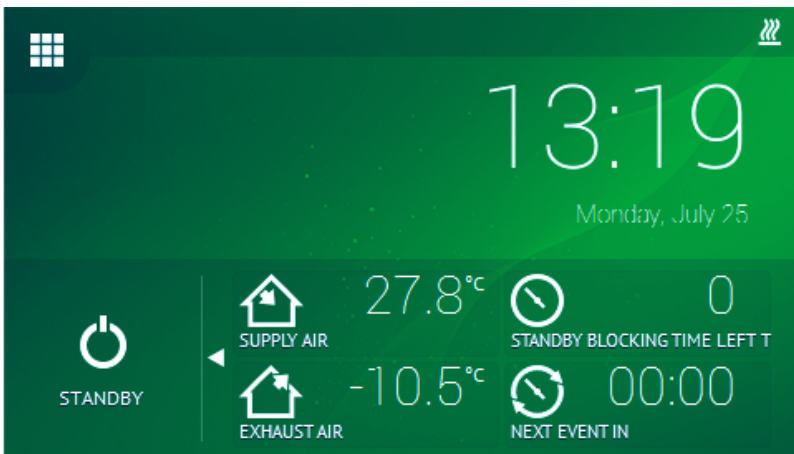 13:19
Monday, July 25
27.8°C
SUPPLY AIR
0
STANDBY BLOCKING TIME LEFT T
STANDBY
-10.5°C
EXHAUST AIR
00:00
NEXT EVENT IN